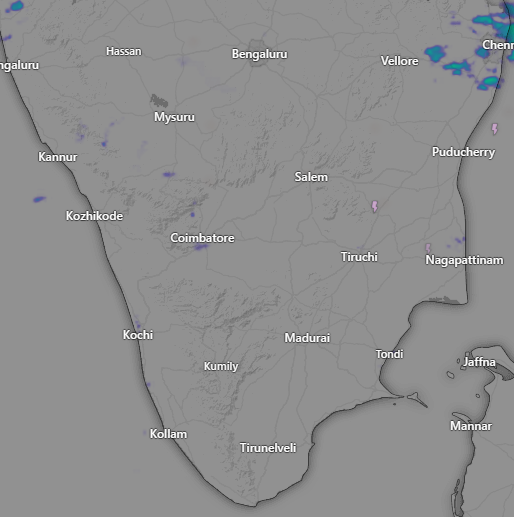 Hassan
Bengaluru
Chenn
Vellore
ngaluru
Mysuru
Kannur
Puducherry
Salem
Kozhikode
Coimbatore
Tiruchi
Nagapattinam
Kochi
Madurai
Tondi
Kumily
Jaffna
Mannar
Kollam
Tirunelveli